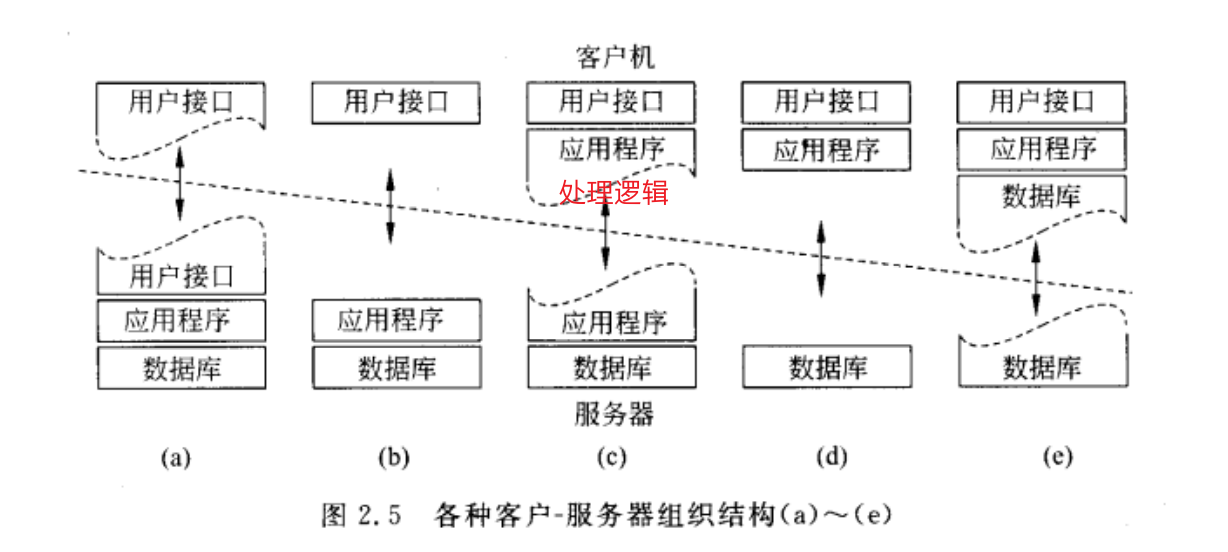 客户机
用户接口 用户接口 用户接口 用户接口 用户接口
应用程序 应用程序 应用程序
处理逻辑 数据库
用户接口
应用程序 应用程序 应用程序
数据库 数据库 数据库 数据库 数据库
服务器
(a) (b) (c) (d) (e)
图 2.5 各种客户-服务器组织结构(a)~(e)